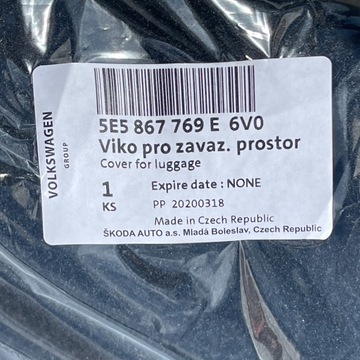 VOLKSWAGEN
GROUP
5E5 867 769 E 6V0
Viko pro zavaz. prostor
Cover for luggage
1
KS
Expire date : NONE
PP 20200318
Made in Czech Republic
ŠKODA AUTO a.s. Mladá Boleslav, Czech Republic